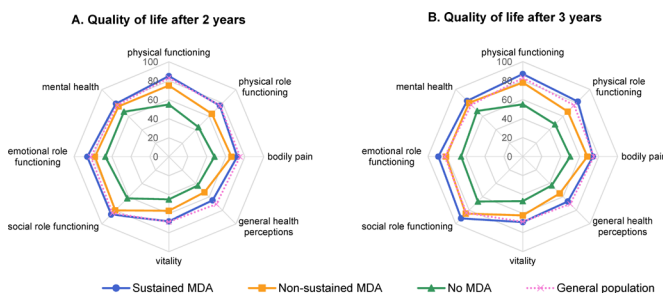 A. Quality of life after 2 years
physical functioning
100
80
60
40
20
0
physical role
functioning
bodily pain
general health
perceptions
vitality
social role functioning
emotional role
functioning
mental health
B. Quality of life after 3 years
physical functioning
100
80
60
40
20
0
physical role
functioning
bodily pain
general health
perceptions
vitality
social role functioning
emotional role
functioning
mental health
Sustained MDA
Non-sustained MDA
No MDA
General population